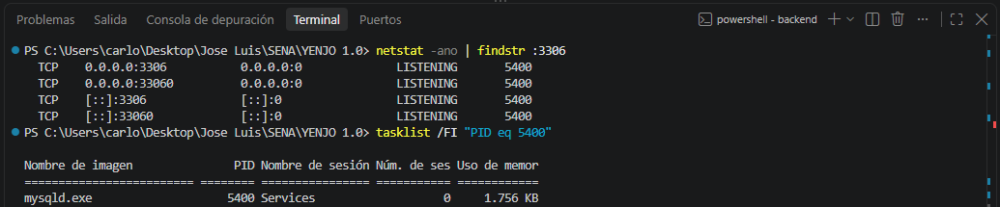 Problemas Salida Consola de depuración Terminal Puertos powershell - backend
PS C:\Users\carlo\Desktop\Jose Luis\SENA\YENJO 1.0> netstat -ano | findstr :3306
TCP 0.0.0.0:3306 0.0.0.0:0 LISTENING 5400
TCP 0.0.0.0:33060 0.0.0.0:0 LISTENING 5400
TCP [::]:3306 [::]:0 LISTENING 5400
TCP [::]:33060 [::]:0 LISTENING 5400
PS C:\Users\carlo\Desktop\Jose Luis\SENA\YENJO 1.0> tasklist /FI "PID eq 5400"
Nombre de imagen PID Nombre de sesión Núm. de ses Uso de memor
========================= ======== ================ =========== ============
mysqld.exe 5400 Services 0 1.756 KB